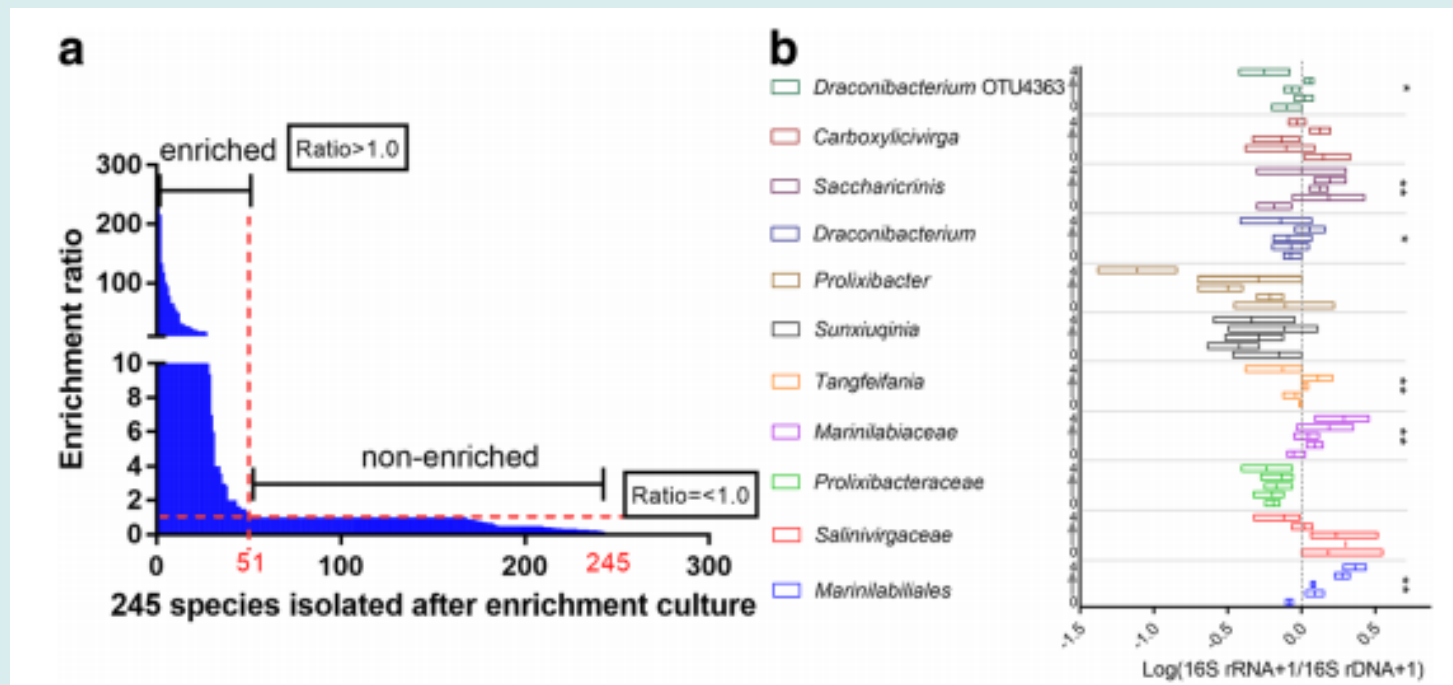 a
enriched
Ratio>1.0
300
200
100
10
8
6
4
2
0
Enrichment ratio
non-enriched
Ratio=<1.0
0
51
100
200
245
300
245 species isolated after enrichment culture
b
Draconibacterium OTU4363
Carboxylicivirga
Saccharicrinis
Draconibacterium
Prolixibacter
Sunxiuqinia
Tangfeifania
Marinilabiaceae
Prolixibacteraceae
Salinivirgaceae
Marinilabiliales
-1.5
-1.0
-0.5
0.0
0.5
Log(16S rRNA+1/16S rDNA+1)